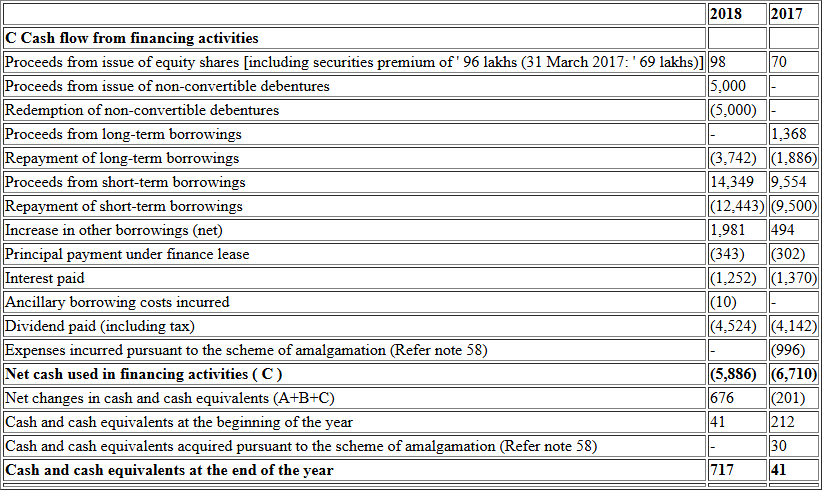 2018 2017
C Cash flow from financing activities
Proceeds from issue of equity shares [including securities premium of ' 96 lakhs (31 March 2017: ' 69 lakhs)] 98 70
Proceeds from issue of non-convertible debentures 5,000 -
Redemption of non-convertible debentures (5,000) -
Proceeds from long-term borrowings - 1,368
Repayment of long-term borrowings (3,742) (1,886)
Proceeds from short-term borrowings 14,349 9,554
Repayment of short-term borrowings (12,443) (9,500)
Increase in other borrowings (net) 1,981 494
Principal payment under finance lease (343) (302)
Interest paid (1,252) (1,370)
Ancillary borrowing costs incurred (10) -
Dividend paid (including tax) (4,524) (4,142)
Expenses incurred pursuant to the scheme of amalgamation (Refer note 58) - (996)
Net cash used in financing activities ( C ) (5,886) (6,710)
Net changes in cash and cash equivalents (A+B+C) 676 (201)
Cash and cash equivalents at the beginning of the year 41 212
Cash and cash equivalents acquired pursuant to the scheme of amalgamation (Refer note 58) - 30
Cash and cash equivalents at the end of the year 717 41